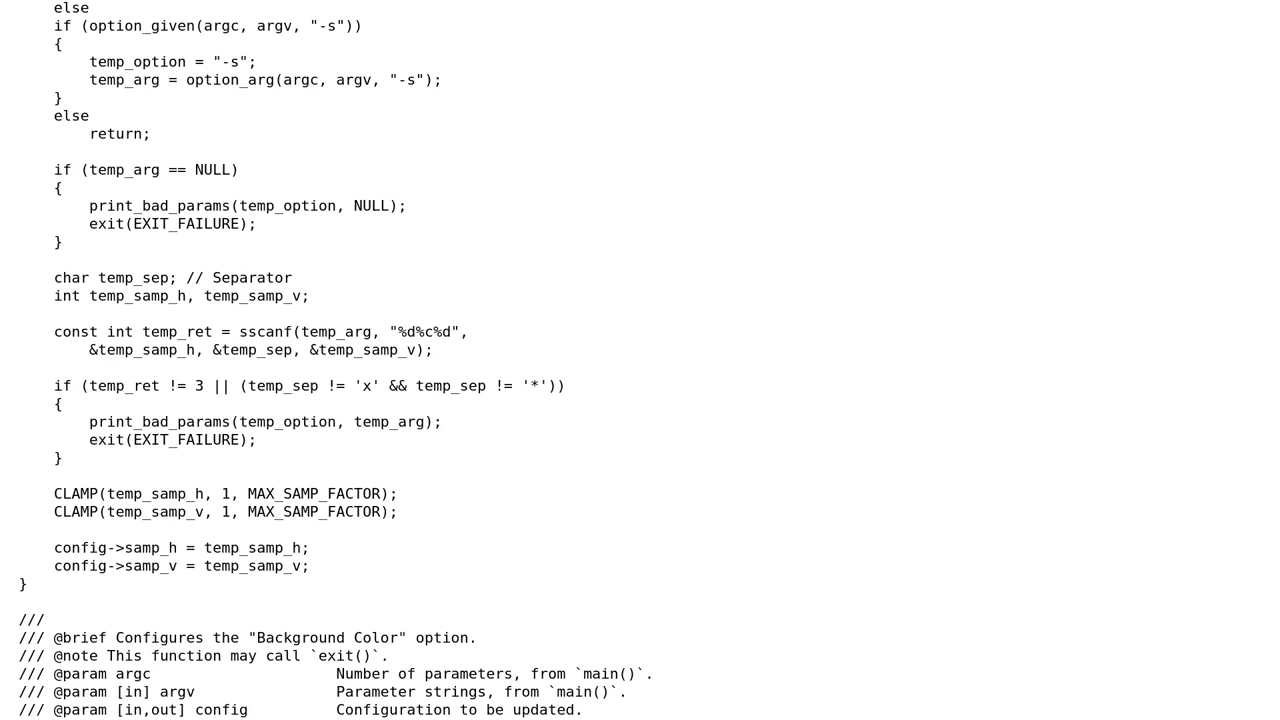 else
    if (option_given(argc, argv, "-s"))
    {
        temp_option = "-s";
        temp_arg = option_arg(argc, argv, "-s");
    }
    else
        return;

    if (temp_arg == NULL)
    {
        print_bad_params(temp_option, NULL);
        exit(EXIT_FAILURE);
    }

    char temp_sep; // Separator
    int temp_samp_h, temp_samp_v;

    const int temp_ret = sscanf(temp_arg, "%d%c%d",
        &temp_samp_h, &temp_sep, &temp_samp_v);

    if (temp_ret != 3 || (temp_sep != 'x' && temp_sep != '*'))
    {
        print_bad_params(temp_option, temp_arg);
        exit(EXIT_FAILURE);
    }

    CLAMP(temp_samp_h, 1, MAX_SAMP_FACTOR);
    CLAMP(temp_samp_v, 1, MAX_SAMP_FACTOR);

    config->samp_h = temp_samp_h;
    config->samp_v = temp_samp_v;
}

///
/// @brief Configures the "Background Color" option.
/// @note This function may call `exit()`.
/// @param argc                     Number of parameters, from `main()`.
/// @param [in] argv                Parameter strings, from `main()`.
/// @param [in,out] config          Configuration to be updated.